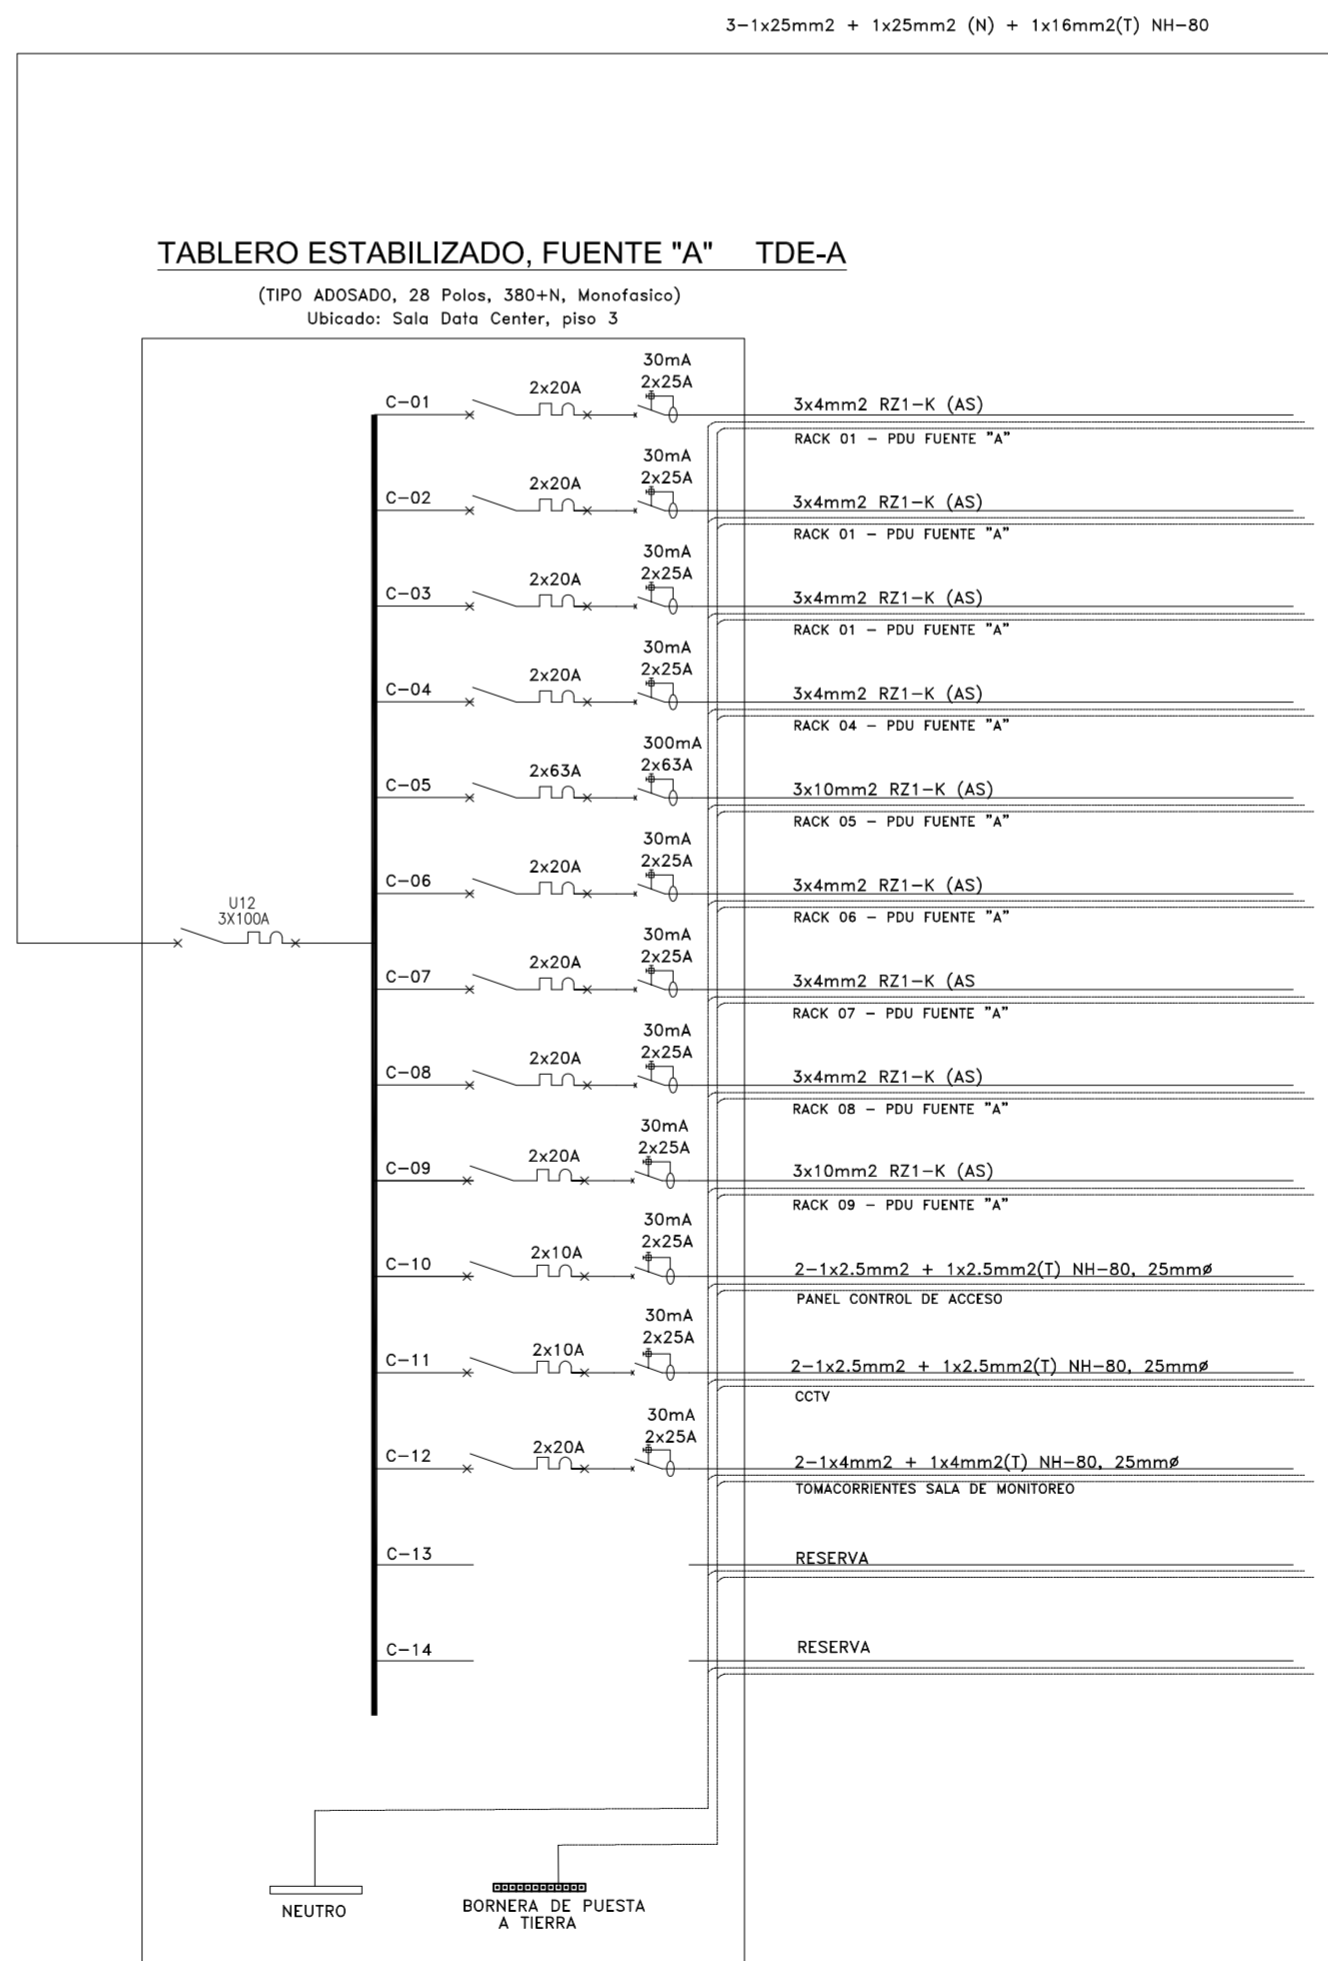 3-1x25mm2 + 1x25mm2 (N) + 1x16mm2(T) NH-80
TABLERO ESTABILIZADO, FUENTE "A" TDE-A
(TIPO ADOSADO, 28 Polos, 380+N, Monofasico)
Ubicado: Sala Data Center, piso 3
30mA
C-01 2x20A 2x25A 3x4mm2 RZ1-K (AS)
RACK 01 - PDU FUENTE "A"
30mA
C-02 2x20A 2x25A 3x4mm2 RZ1-K (AS)
RACK 01 - PDU FUENTE "A"
30mA
C-03 2x20A 2x25A 3x4mm2 RZ1-K (AS)
RACK 01 - PDU FUENTE "A"
30mA
C-04 2x20A 2x25A 3x4mm2 RZ1-K (AS)
RACK 04 - PDU FUENTE "A"
300mA
C-05 2x63A 2x63A 3x10mm2 RZ1-K (AS)
RACK 05 - PDU FUENTE "A"
30mA
C-06 2x20A 2x25A 3x4mm2 RZ1-K (AS)
RACK 06 - PDU FUENTE "A"
U12
3X100A
30mA
C-07 2x20A 2x25A 3x4mm2 RZ1-K (AS
RACK 07 - PDU FUENTE "A"
30mA
C-08 2x20A 2x25A 3x4mm2 RZ1-K (AS)
RACK 08 - PDU FUENTE "A"
30mA
C-09 2x20A 2x25A 3x10mm2 RZ1-K (AS)
RACK 09 - PDU FUENTE "A"
30mA
C-10 2x10A 2x25A 2-1x2.5mm2 + 1x2.5mm2(T) NH-80, 25mmø
PANEL CONTROL DE ACCESO
30mA
C-11 2x10A 2x25A 2-1x2.5mm2 + 1x2.5mm2(T) NH-80, 25mmø
CCTV
30mA
C-12 2x20A 2x25A 2-1x4mm2 + 1x4mm2(T) NH-80, 25mmø
TOMACORRIENTES SALA DE MONITOREO
C-13 RESERVA
C-14 RESERVA
NEUTRO
BORNERA DE PUESTA
A TIERRA